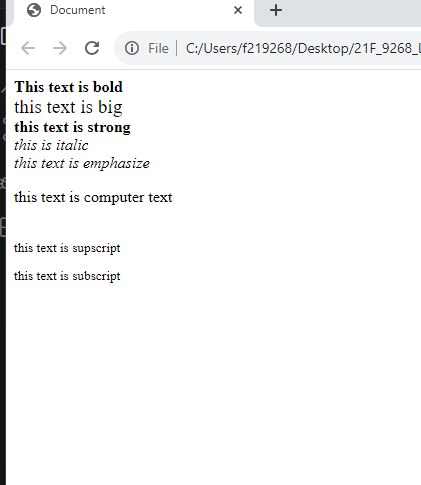 Document
File C:/Users/f219268/Desktop/21F_9268_
This text is bold
this text is big
this text is strong
this is italic
this text is emphasize
this text is computer text
this text is supscript
this text is subscript